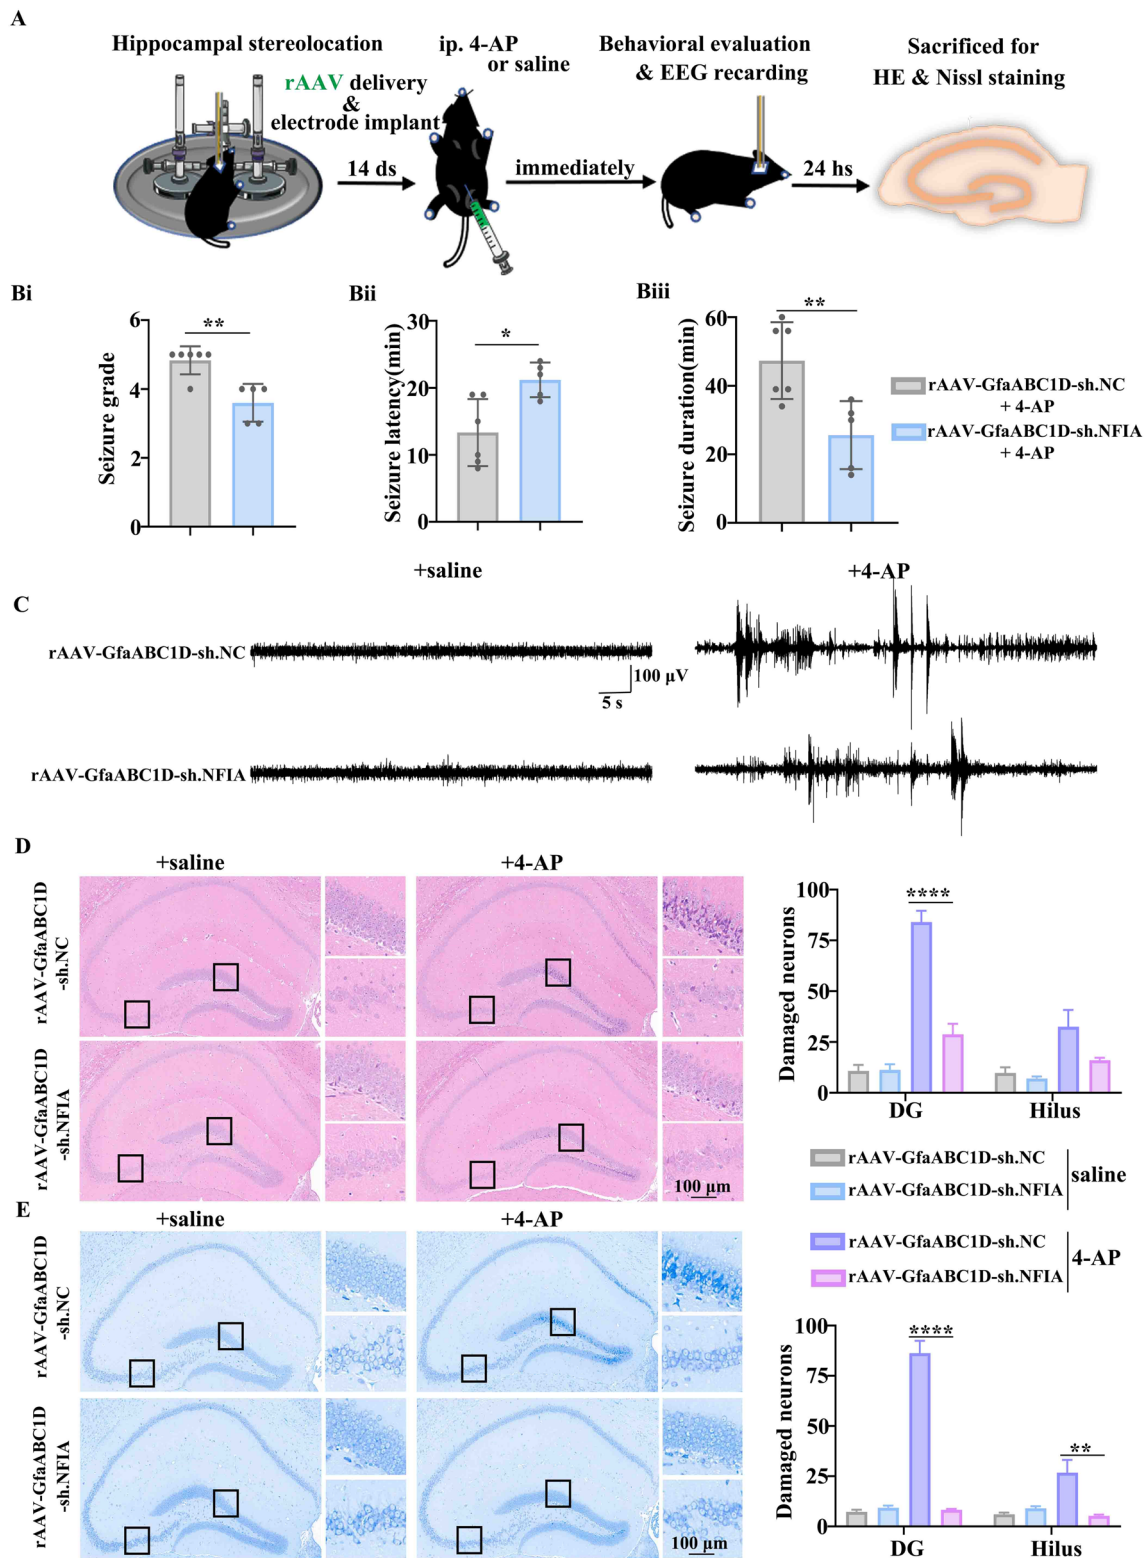 A
Hippocampal stereolocation
rAAV delivery
&
electrode implant
14 ds
ip. 4-AP
or saline
immediately
Behavioral evaluation
& EEG recarding
24 hs
Sacrificed for
HE & Nissl staining
Bi
Seizure grade
6
4
2
0
**
Bii
Seizure latency(min)
30
20
10
0
*
Biii
Seizure duration(min)
60
40
20
0
**
rAAV-GfaABC1D-sh.NC
+ 4-AP
rAAV-GfaABC1D-sh.NFIA
+ 4-AP
C
+saline
+4-AP
rAAV-GfaABC1D-sh.NC
100 µV
5 s
rAAV-GfaABC1D-sh.NFIA
D
+saline
+4-AP
rAAV-GfaABC1D
-sh.NC
rAAV-GfaABC1D
-sh.NFIA
100 µm
Damaged neurons
100
75
50
25
0
****
DG
Hilus
rAAV-GfaABC1D-sh.NC
rAAV-GfaABC1D-sh.NFIA
saline
rAAV-GfaABC1D-sh.NC
rAAV-GfaABC1D-sh.NFIA
4-AP
E
+saline
+4-AP
rAAV-GfaABC1D
-sh.NC
rAAV-GfaABC1D
-sh.NFIA
100 µm
Damaged neurons
100
75
50
25
0
****
**
DG
Hilus